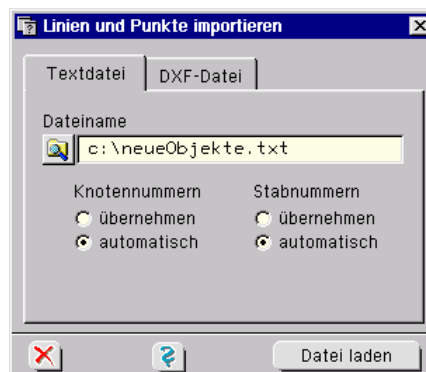 Linien und Punkte importieren
Textdatei DXF-Datei
Dateiname
c:\neueObjekte.txt
Knotennummern Stabnummern
übernehmen übernehmen
automatisch automatisch
Datei laden